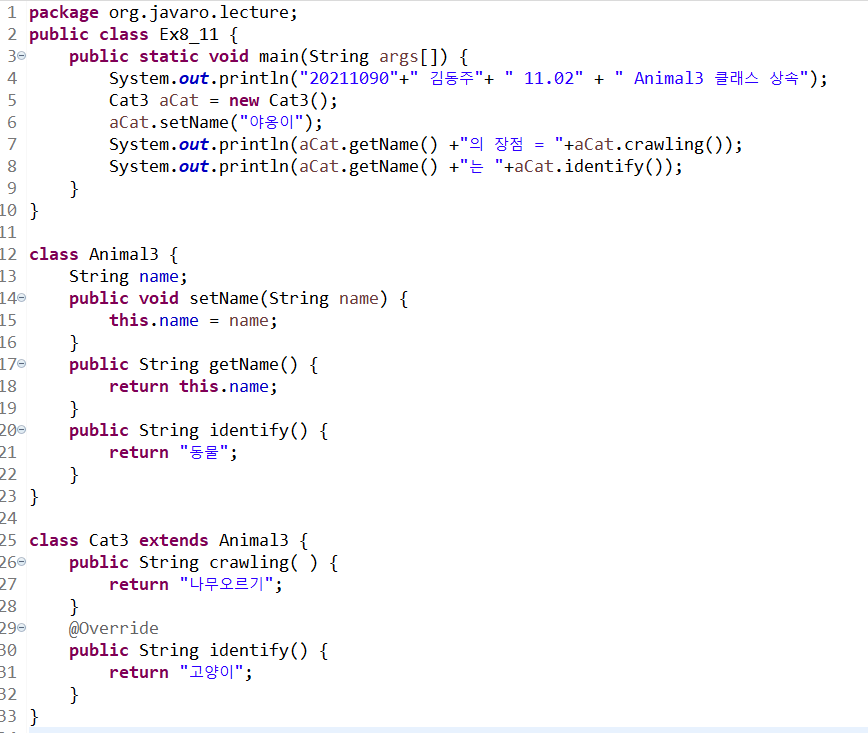 1 package org.javaro.lecture;
2 public class Ex8_11 {
3 public static void main(String args[]) {
4 System.out.println("20211090"+" 김동주"+ " 11.02" + " Animal3 클래스 상속");
5 Cat3 aCat = new Cat3();
6 aCat.setName("야옹이");
7 System.out.println(aCat.getName() +"의 장점 = "+aCat.crawling());
8 System.out.println(aCat.getName() +"는 "+aCat.identify());
9 }
10 }
11
12 class Animal3 {
13 String name;
14 public void setName(String name) {
15 this.name = name;
16 }
17 public String getName() {
18 return this.name;
19 }
20 public String identify() {
21 return "동물";
22 }
23 }
24
25 class Cat3 extends Animal3 {
26 public String crawling( ) {
27 return "나무오르기";
28 }
29 @Override
30 public String identify() {
31 return "고양이";
32 }
33 }